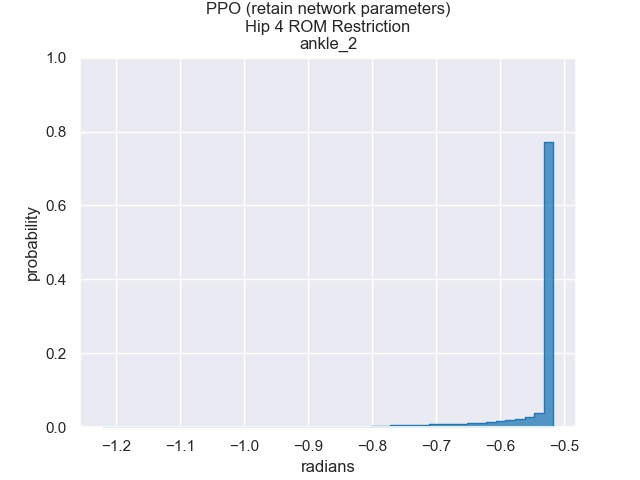 PPO (retain network parameters)
Hip 4 ROM Restriction
ankle_2
1.0
0.8
0.6
0.4
0.2
0.0
probability
−1.2 −1.1 −1.0 −0.9 −0.8 −0.7 −0.6 −0.5
radians